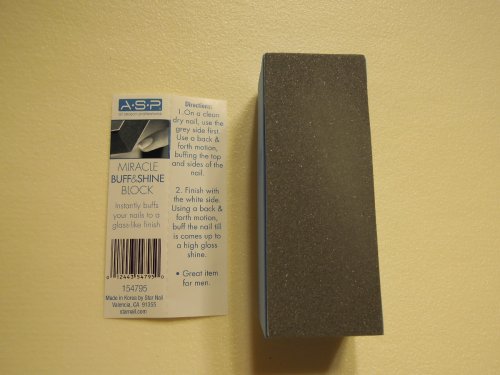 A·S·P
MIRACLE
BUFF&SHINE
BLOCK
Instantly buffs
your nails to a
glass-like finish
154795
Made in Korea by Star Nail
Valencia, CA 91355
starnail.com
Directions:
1.On a clean
dry nail, use the
grey side first.
Use a back &
forth motion,
buffing the top
and sides of the
nail.
2. Finish with
the white side.
Using a back &
forth motion,
buff the nail till
is comes up to
a high gloss
shine.
• Great item
for men.